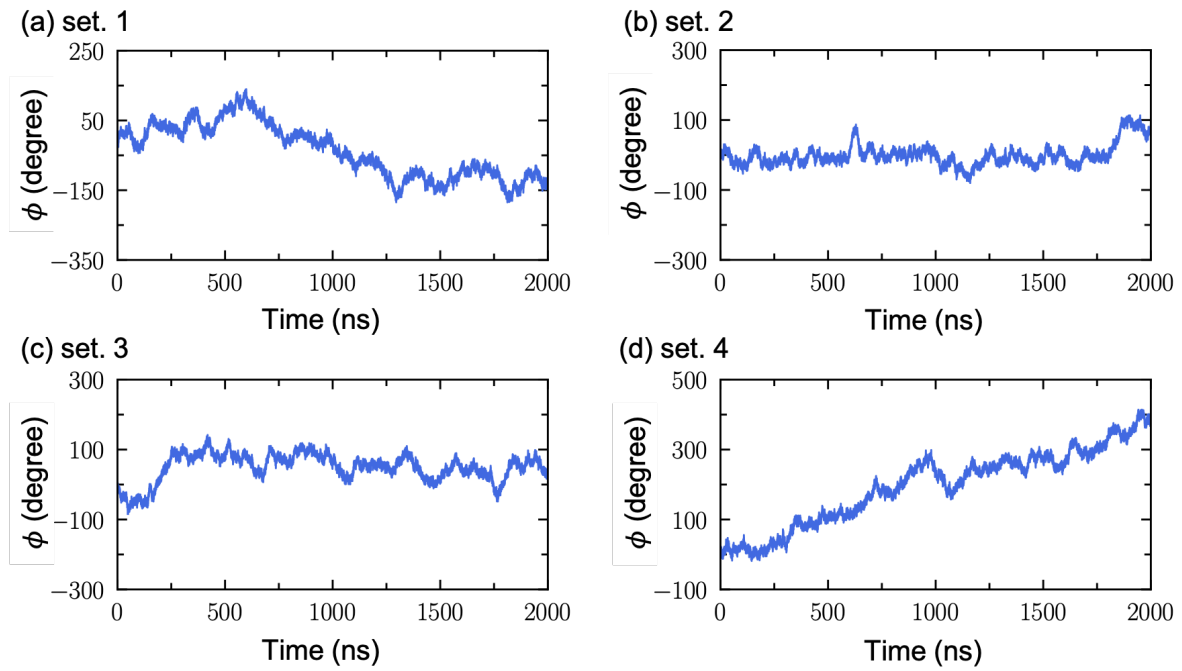 (a) set. 1
250
50
−150
−350
ϕ (degree)
0 500 1000 1500 2000
Time (ns)
(b) set. 2
300
100
−100
−300
ϕ (degree)
0 500 1000 1500 2000
Time (ns)
(c) set. 3
300
100
−100
−300
ϕ (degree)
0 500 1000 1500 2000
Time (ns)
(d) set. 4
500
300
100
−100
ϕ (degree)
0 500 1000 1500 2000
Time (ns)